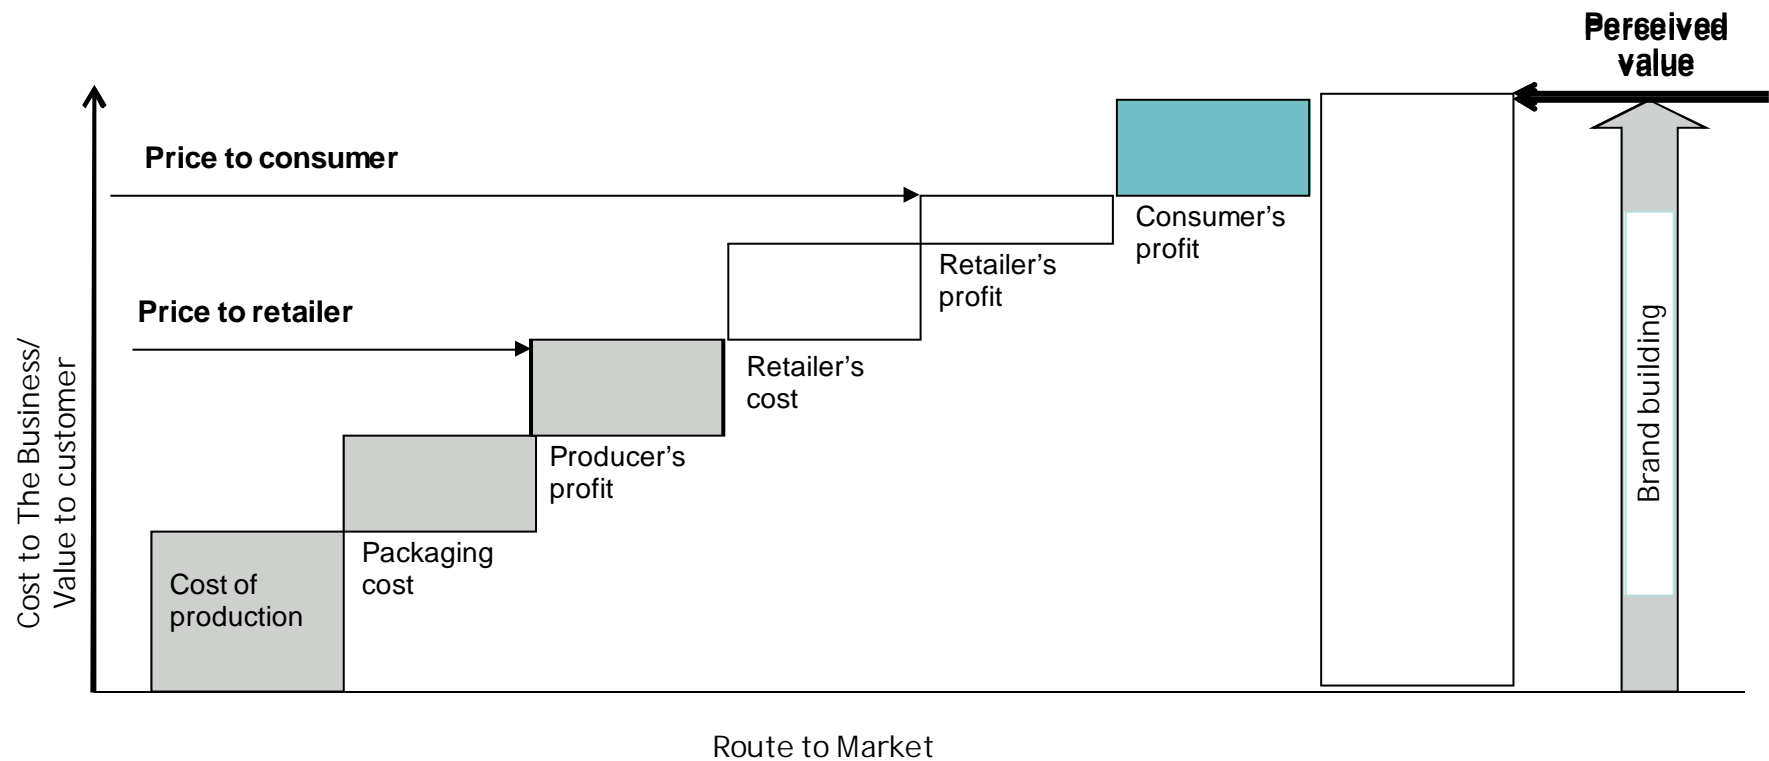 Perceived
value
Price to consumer
Consumer’s
profit
Retailer’s
profit
Price to retailer
Retailer’s
cost
Producer’s
profit
Packaging
cost
Cost of
production
Cost to The Business/
Value to customer
Brand building
Route to Market